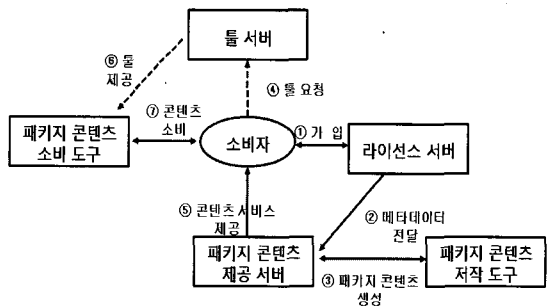 툴 서버
⑥ 툴
제공
④ 툴 요청
⑦ 콘텐츠
소비
패키지 콘텐츠
소비 도구
소비자
① 가 입
라이선스 서버
⑤ 콘텐츠 서비스
제공
② 메타데이터
전달
패키지 콘텐츠
제공 서버
패키지 콘텐츠
저작 도구
③ 패키지 콘텐츠
생성